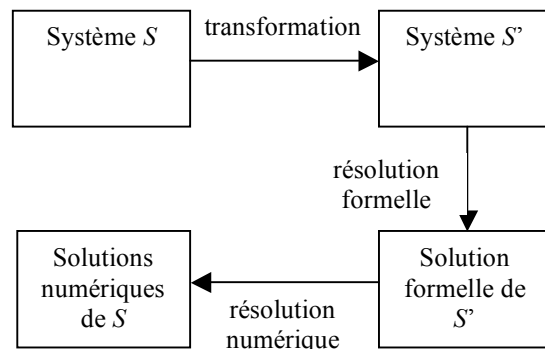 Système S
transformation
Système S’
résolution
formelle
Solutions
numériques
de S
résolution
numérique
Solution
formelle de
S’